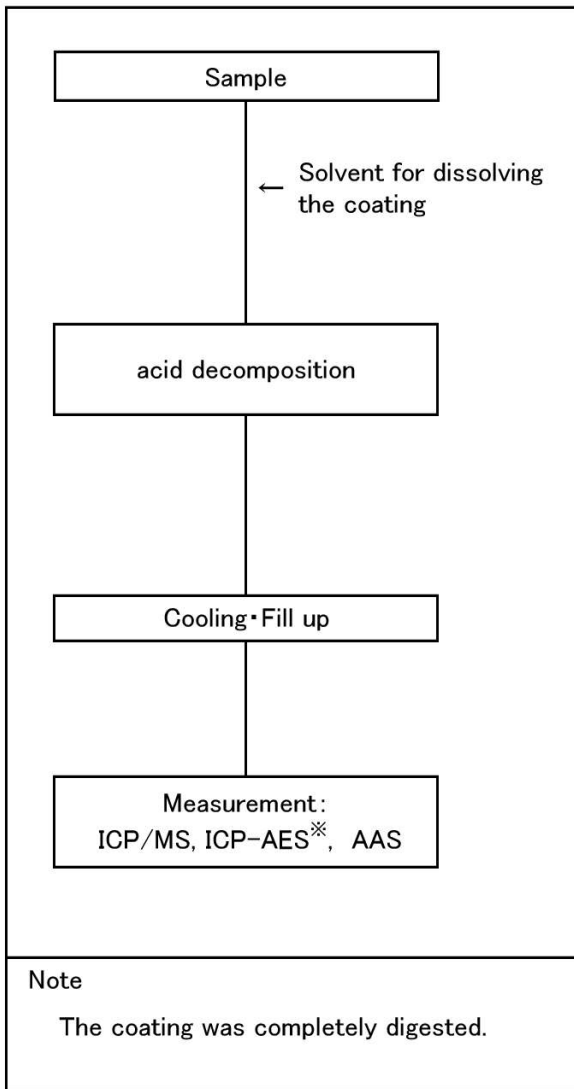 Sample
← Solvent for dissolving
the coating
acid decomposition
Cooling・Fill up
Measurement:
ICP/MS, ICP-AES※, AAS
Note
The coating was completely digested.